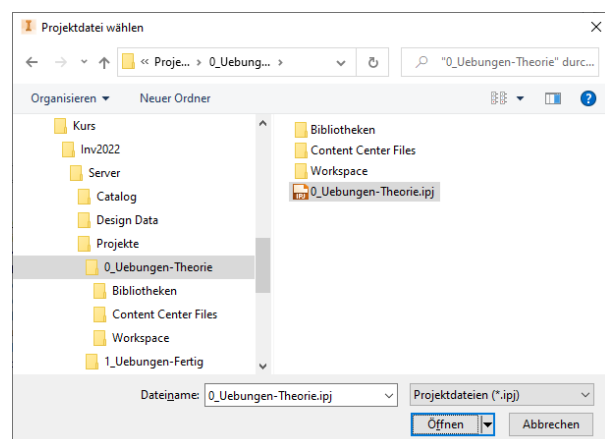 Projektdatei wählen
« Proje... › 0_Uebung... ›
"0_Uebungen-Theorie" durc...
Organisieren
Neuer Ordner
Kurs
Inv2022
Server
Catalog
Design Data
Projekte
0_Uebungen-Theorie
Bibliotheken
Content Center Files
Workspace
1_Uebungen-Fertig
Bibliotheken
Content Center Files
Workspace
0_Uebungen-Theorie.ipj
Dateiname: 0_Uebungen-Theorie.ipj
Projektdateien (*.ipj)
Öffnen
Abbrechen